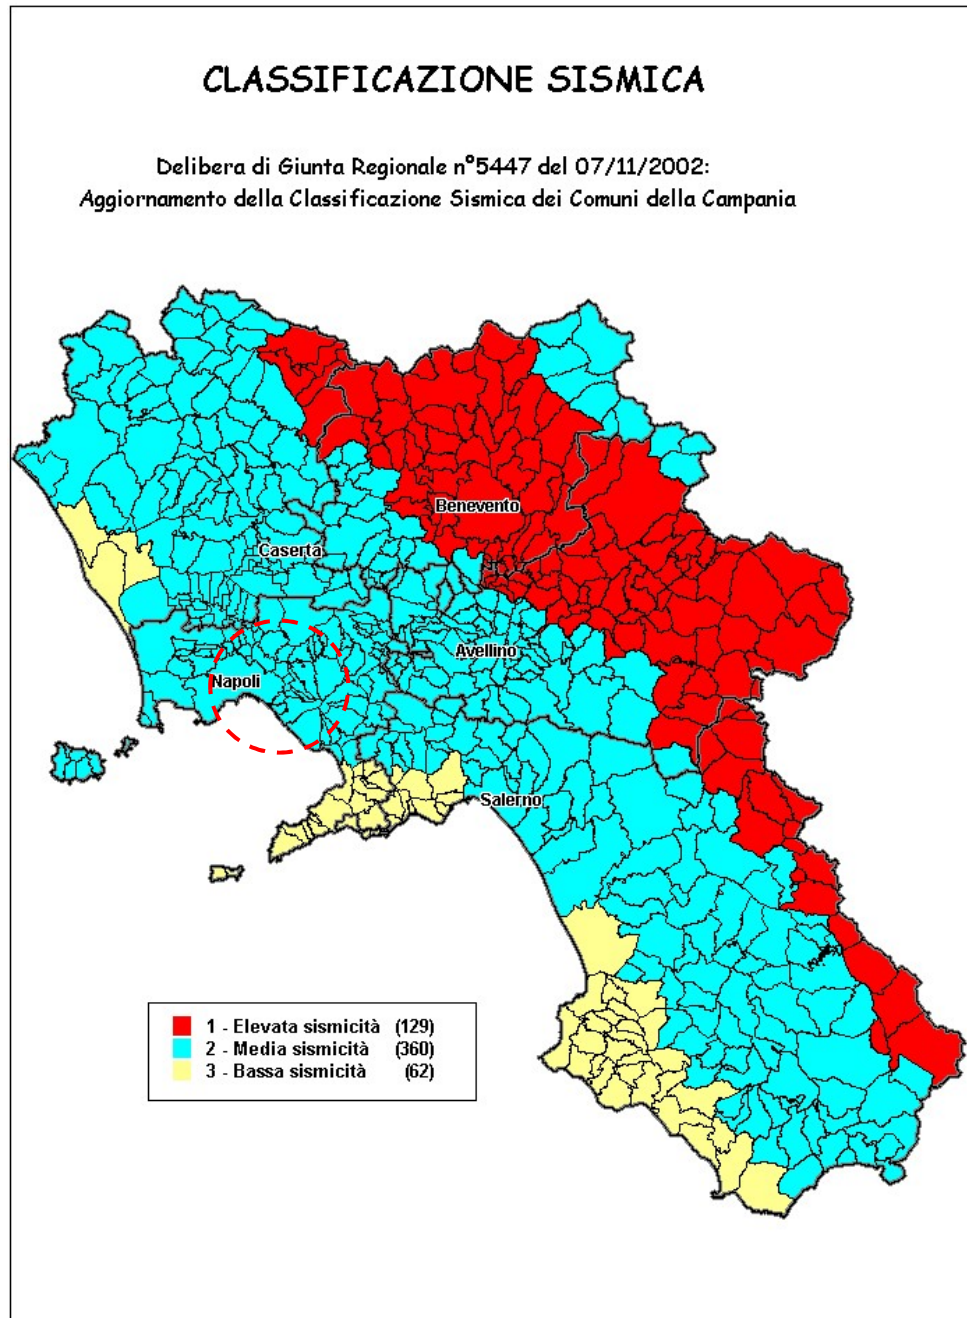 CLASSIFICAZIONE SISMICA
Delibera di Giunta Regionale n°5447 del 07/11/2002:
Aggiornamento della Classificazione Sismica dei Comuni della Campania
Benevento
Caserta
Avellino
Napoli
Salerno
1 - Elevata sismicità (129)
2 - Media sismicità (360)
3 - Bassa sismicità (62)